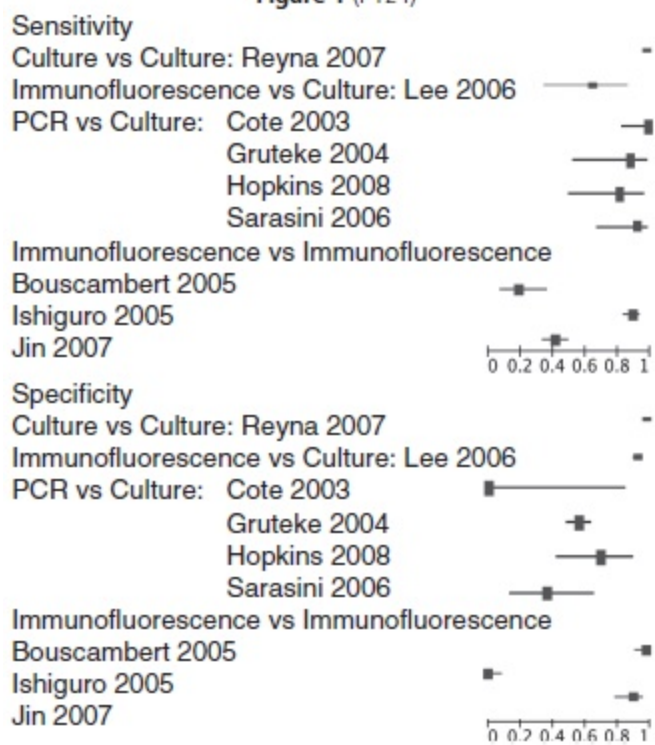 Sensitivity
Culture vs Culture: Reyna 2007
Immunofluorescence vs Culture: Lee 2006
PCR vs Culture: Cote 2003
Gruteke 2004
Hopkins 2008
Sarasini 2006
Immunofluorescence vs Immunofluorescence
Bouscambert 2005
Ishiguro 2005
Jin 2007
0 0.2 0.4 0.6 0.8 1
Specificity
Culture vs Culture: Reyna 2007
Immunofluorescence vs Culture: Lee 2006
PCR vs Culture: Cote 2003
Gruteke 2004
Hopkins 2008
Sarasini 2006
Immunofluorescence vs Immunofluorescence
Bouscambert 2005
Ishiguro 2005
Jin 2007
0 0.2 0.4 0.6 0.8 1